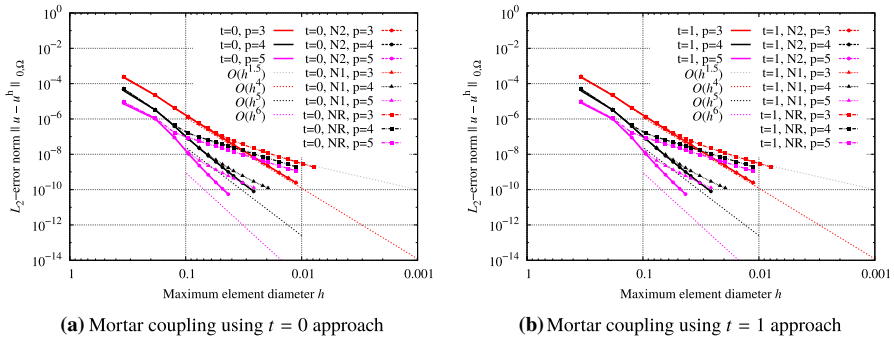 10^0
10^-2
10^-4
10^-6
10^-8
10^-10
10^-12
10^-14
L_2−error norm ‖ u − u^h ‖ _0,Ω
1 0.1 0.01 0.001
Maximum element diameter h
t=0, p=3
t=0, p=4
t=0, p=5
O(h^1.5)
O(h^4)
O(h^5)
O(h^6)
t=0, N2, p=3
t=0, N2, p=4
t=0, N2, p=5
t=0, N1, p=3
t=0, N1, p=4
t=0, N1, p=5
t=0, NR, p=3
t=0, NR, p=4
t=0, NR, p=5
(a) Mortar coupling using t = 0 approach
10^0
10^-2
10^-4
10^-6
10^-8
10^-10
10^-12
10^-14
L_2−error norm ‖ u − u^h ‖ _0,Ω
1 0.1 0.01 0.001
Maximum element diameter h
t=1, p=3
t=1, p=4
t=1, p=5
O(h^1.5)
O(h^4)
O(h^5)
O(h^6)
t=1, N2, p=3
t=1, N2, p=4
t=1, N2, p=5
t=1, N1, p=3
t=1, N1, p=4
t=1, N1, p=5
t=1, NR, p=3
t=1, NR, p=4
t=1, NR, p=5
(b) Mortar coupling using t = 1 approach